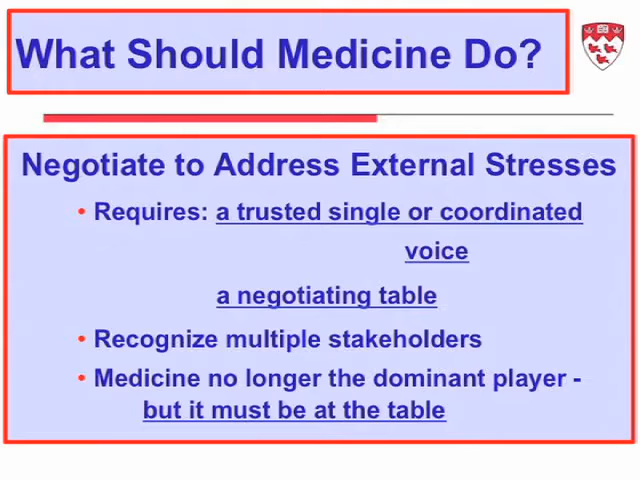 What Should Medicine Do?
Negotiate to Address External Stresses
• Requires: a trusted single or coordinated
voice
a negotiating table
• Recognize multiple stakeholders
• Medicine no longer the dominant player -
but it must be at the table